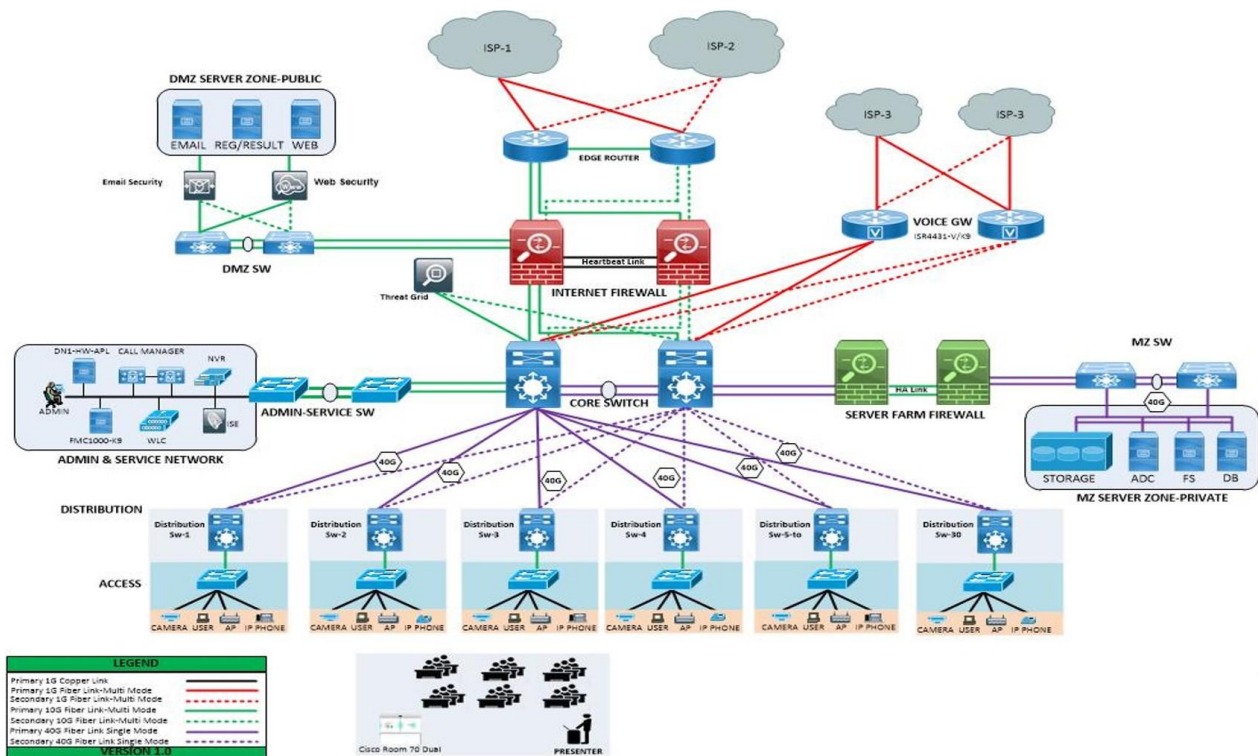 ISP-1
ISP-2
DMZ SERVER ZONE-PUBLIC
EMAIL REG/RESULT WEB
ISP-3
ISP-3
EDGE ROUTER
Email Security
Web Security
VOICE GW
ISR4431-V/K9
DMZ SW
Heartbeat Link
INTERNET FIREWALL
Threat Grid
DN1-HW-APL
CALL MANAGER
NVR
ADMIN
FMC1000-K9
WLC
ISE
ADMIN & SERVICE NETWORK
ADMIN-SERVICE SW
CORE SWITCH
HA Link
SERVER FARM FIREWALL
MZ SW
40G
STORAGE
ADC
FS
DB
MZ SERVER ZONE-PRIVATE
40G
40G
40G
40G
40G
40G
DISTRIBUTION
Distribution
Sw-1
Distribution
Sw-2
Distribution
Sw-3
Distribution
Sw-4
Distribution
Sw-5-to
Distribution
Sw-30
ACCESS
CAMERA USER AP IP PHONE
CAMERA USER AP IP PHONE
CAMERA USER AP IP PHONE
CAMERA USER AP IP PHONE
CAMERA USER AP IP PHONE
CAMERA USER AP IP PHONE
LEGEND
Primary 1G Copper Link
Primary 1G Fiber Link-Multi Mode
Secondary 1G Fiber Link-Multi Mode
Primary 10G Fiber Link-Multi Mode
Secondary 10G Fiber Link-Multi Mode
Primary 40G Fiber Link Single Mode
Secondary 40G Fiber Link Single Mode
VERSION 1.0
Cisco Room 70 Dual
PRESENTER